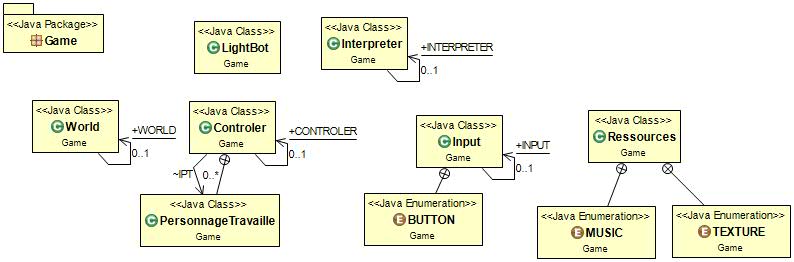 <<Java Package>>
Game
<<Java Class>>
LightBot
Game
<<Java Class>>
Interpreter
Game
+INTERPRETER
0..1
<<Java Class>>
World
Game
+WORLD
0..1
<<Java Class>>
Controler
Game
+CONTROLER
0..1
~IPT
0..*
<<Java Class>>
PersonnageTravaille
Game
<<Java Class>>
Input
Game
+INPUT
0..1
<<Java Enumeration>>
BUTTON
Game
<<Java Class>>
Ressources
Game
<<Java Enumeration>>
MUSIC
Game
<<Java Enumeration>>
TEXTURE
Game